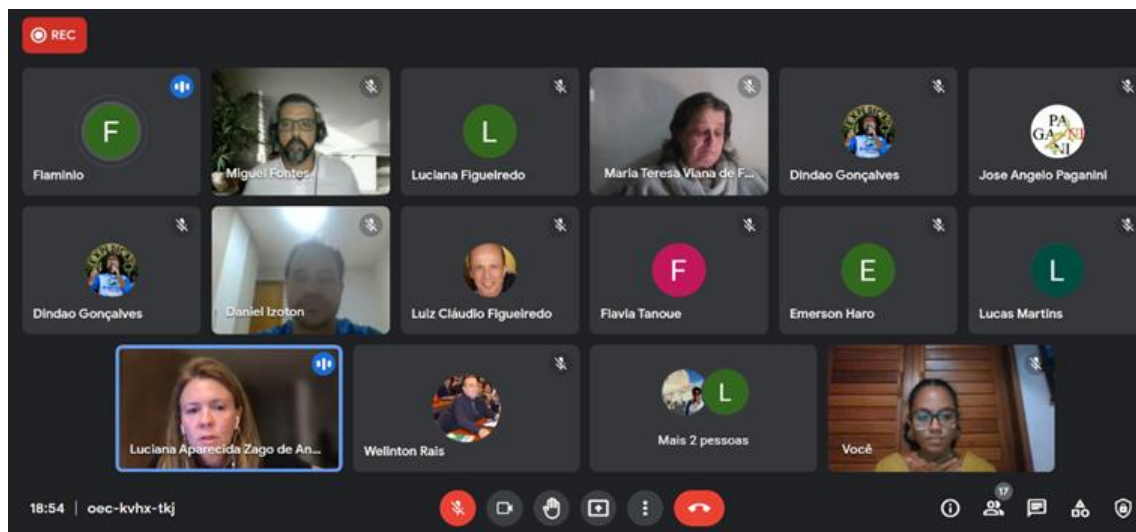 REC
F
Flaminio
Miguel Fontes
L
Luciana Figueiredo
Maria Teresa Viana de F...
Dindao Gonçalves
PA
GA NI
NI
Jose Angelo Paganini
Dindao Gonçalves
Daniel Izoton
Luiz Cláudio Figueiredo
F
Flavia Tanoue
E
Emerson Haro
L
Lucas Martins
Luciana Aparecida Zago de An...
Welinton Rais
L
Mais 2 pessoas
Você
18:54 | oec-kvhx-tkj
17